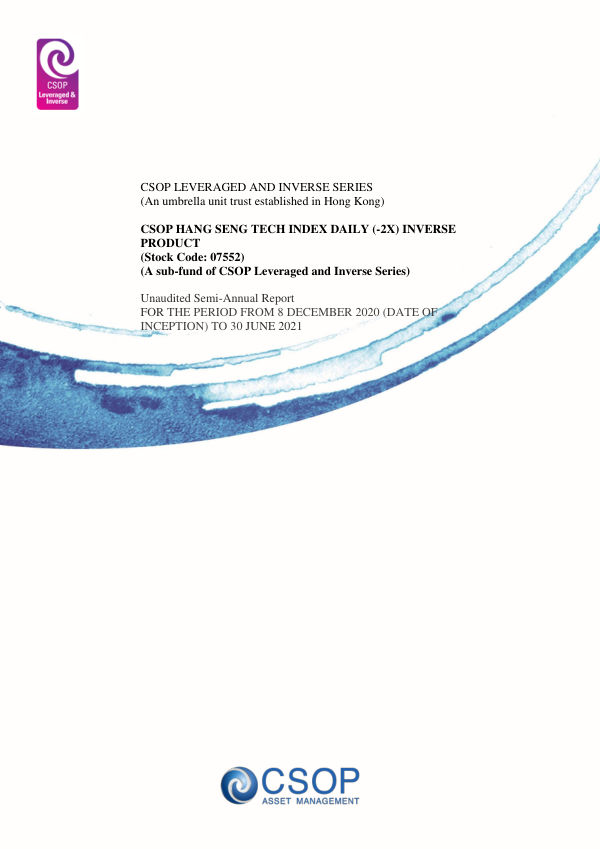 CSOP
Leveraged &
Inverse
CSOP LEVERAGED AND INVERSE SERIES
(An umbrella unit trust established in Hong Kong)
CSOP HANG SENG TECH INDEX DAILY (-2X) INVERSE
PRODUCT
(Stock Code: 07552)
(A sub-fund of CSOP Leveraged and Inverse Series)
Unaudited Semi-Annual Report
FOR THE PERIOD FROM 8 DECEMBER 2020 (DATE OF
INCEPTION) TO 30 JUNE 2021
CSOP
ASSET MANAGEMENT